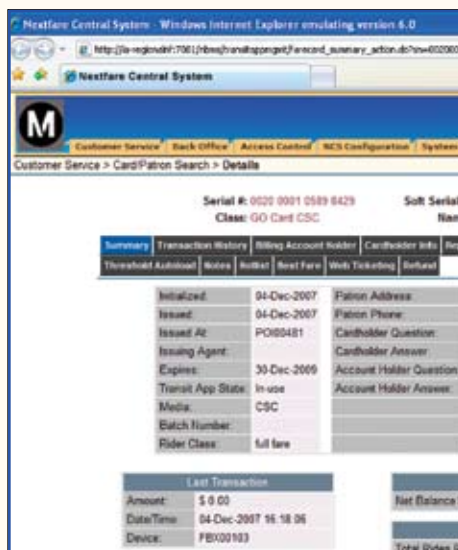 Nextfare Central System - Windows Internet Explorer emulating version 6.0
Nextfare Central System
M
Customer Service Back Office Access Control NCS Configuration System
Customer Service > Card/Patron Search > Details
Serial #: 0020 0001 0589 8429 Soft Serial
Class: GO Card CSC Nam
Summary Transaction History Billing Account Holder Cardholder Info
Threshold Autoload Notes Hotlist Best Fare Web Ticketing Refund
Initialized: 04-Dec-2007 Patron Address:
Issued: 04-Dec-2007 Patron Phone:
Issued At: POI00481 Cardholder Question:
Issuing Agent: Cardholder Answer:
Expires: 30-Dec-2009 Account Holder Question
Transit App State: In-use Account Holder Answer:
Media: CSC
Batch Number:
Rider Class: full fare
Last Transaction
Amount: $ 0.00 Net Balance
Date/Time: 04-Dec-2007 16:18:06
Device: PBX00103 Total Rides